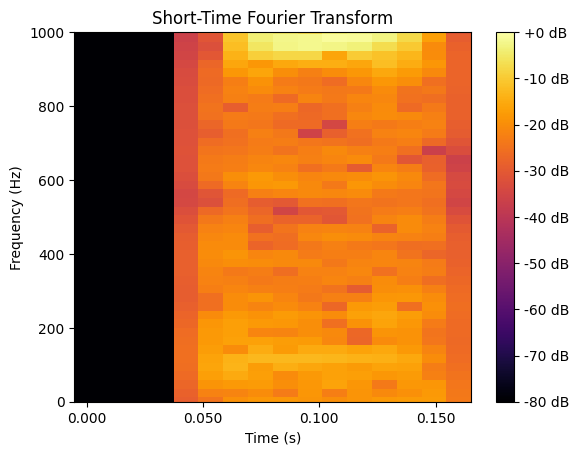 Short-Time Fourier Transform
Frequency (Hz)
1000
800
600
400
200
0
0.000
0.050
0.100
0.150
Time (s)
+0 dB
-10 dB
-20 dB
-30 dB
-40 dB
-50 dB
-60 dB
-70 dB
-80 dB